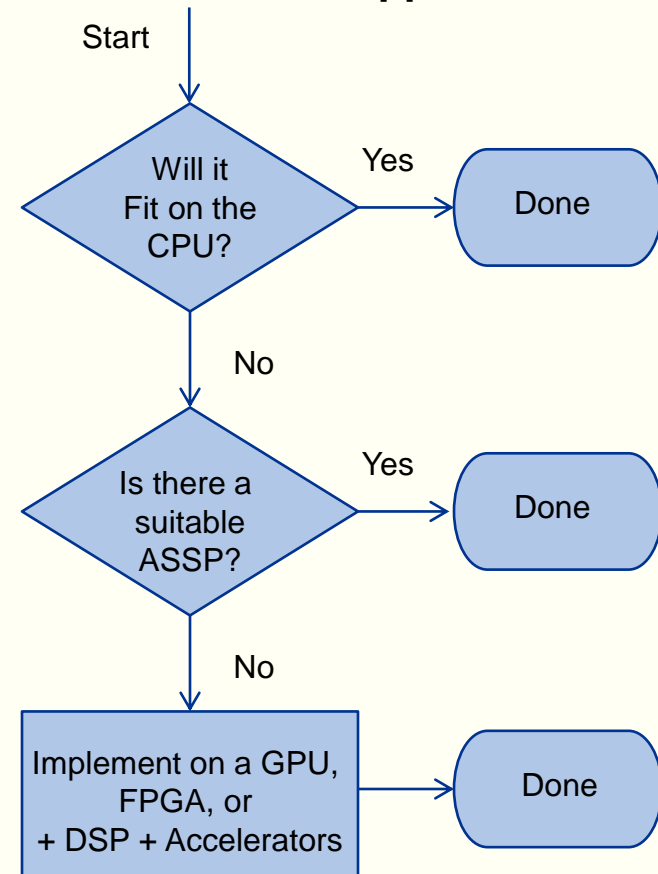 Start
Will it
Fit on the
CPU?
Yes
Done
No
Is there a
suitable
ASSP?
Yes
Done
No
Implement on a GPU,
FPGA, or
+ DSP + Accelerators
Done